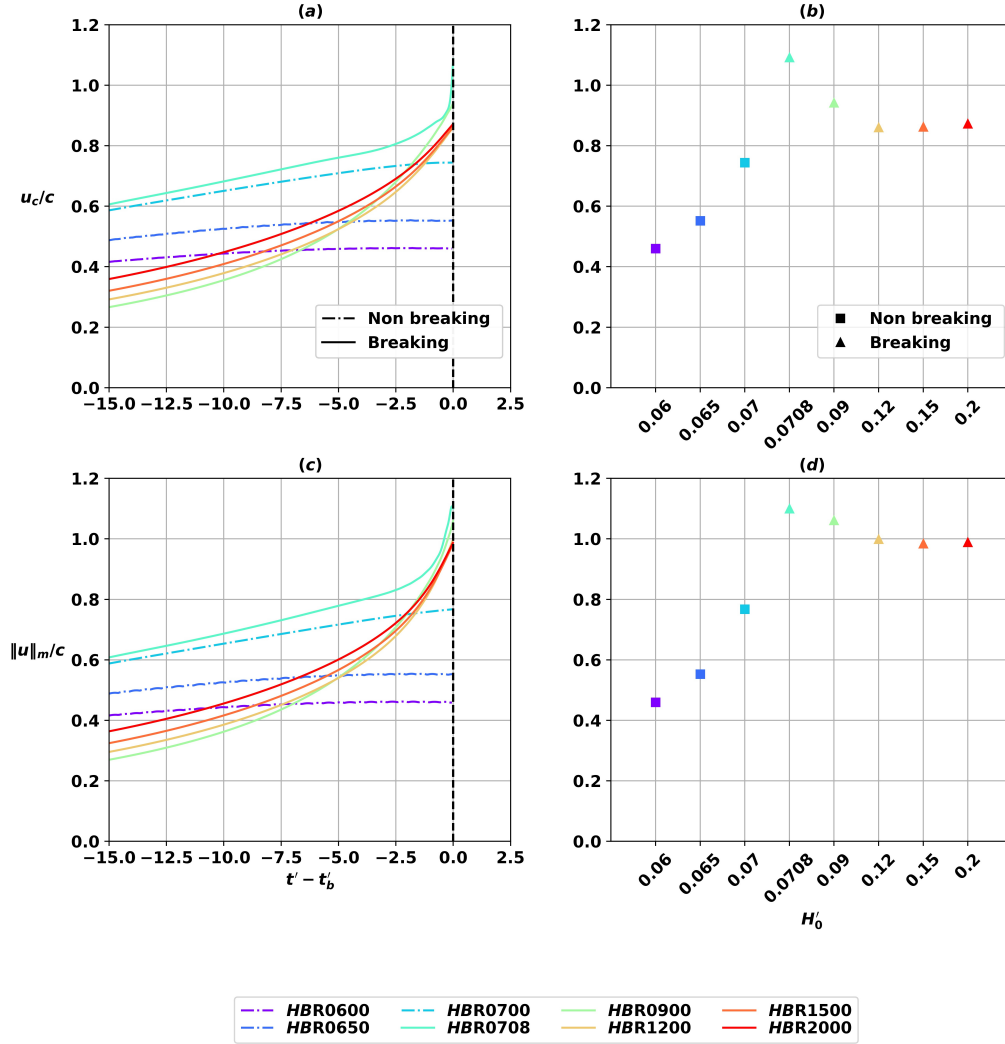 (a)
1.2
1.0
0.8
0.6
0.4
0.2
0.0
u_c/c
−15.0 −12.5 −10.0 −7.5 −5.0 −2.5 0.0 2.5
Non breaking
Breaking
(b)
1.2
1.0
0.8
0.6
0.4
0.2
0.0
0.06 0.065 0.07 0.0708 0.09 0.12 0.15 0.2
Non breaking
Breaking
(c)
1.2
1.0
0.8
0.6
0.4
0.2
0.0
‖u‖_m/c
−15.0 −12.5 −10.0 −7.5 −5.0 −2.5 0.0 2.5
t′ − t′_b
(d)
1.2
1.0
0.8
0.6
0.4
0.2
0.0
0.06 0.065 0.07 0.0708 0.09 0.12 0.15 0.2
H′_0
HBR0600 HBR0700 HBR0900 HBR1500
HBR0650 HBR0708 HBR1200 HBR2000